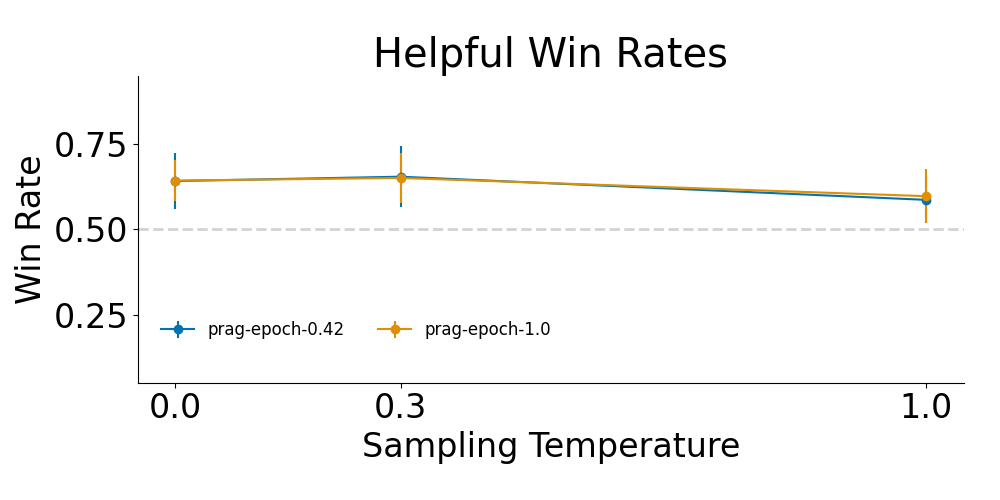 Helpful Win Rates
Win Rate
0.75
0.50
0.25
prag-epoch-0.42 prag-epoch-1.0
0.0 0.3 1.0
Sampling Temperature